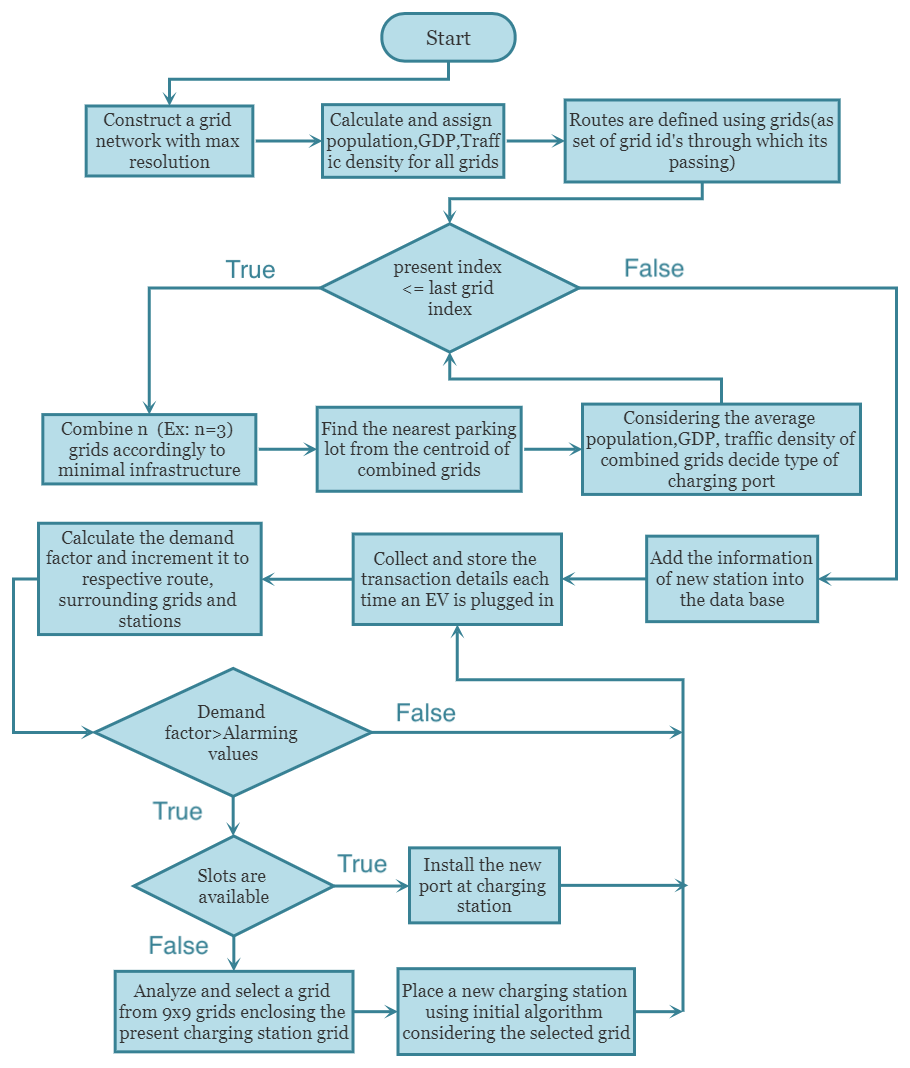 Start
Construct a grid
network with max
resolution
Calculate and assign
population,GDP,Traff
ic density for all grids
Routes are defined using grids(as
set of grid id's through which its
passing)
present index
<= last grid
index
True
False
Combine n  (Ex: n=3)
grids accordingly to
minimal infrastructure
Find the nearest parking
lot from the centroid of
combined grids
Considering the average
population,GDP, traffic density of
combined grids decide type of
charging port
Add the information
of new station into
the data base
Collect and store the
transaction details each
time an EV is plugged in
Calculate the demand
factor and increment it to
respective route,
surrounding grids and
stations
Demand
factor>Alarming
values
False
True
Slots are
available
True
Install the new
port at charging
station
False
Analyze and select a grid
from 9x9 grids enclosing the
present charging station grid
Place a new charging station
using initial algorithm
considering the selected grid